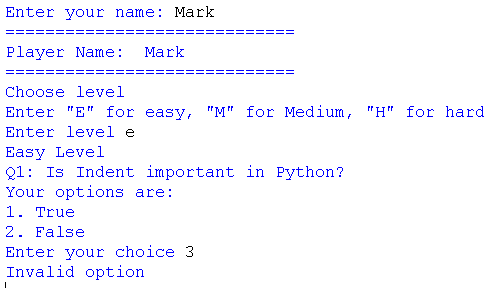 Enter your name: Mark
=============================
Player Name:  Mark
=============================
Choose level
Enter "E" for easy, "M" for Medium, "H" for hard
Enter level e
Easy Level
Q1: Is Indent important in Python?
Your options are:
1. True
2. False
Enter your choice 3
Invalid option